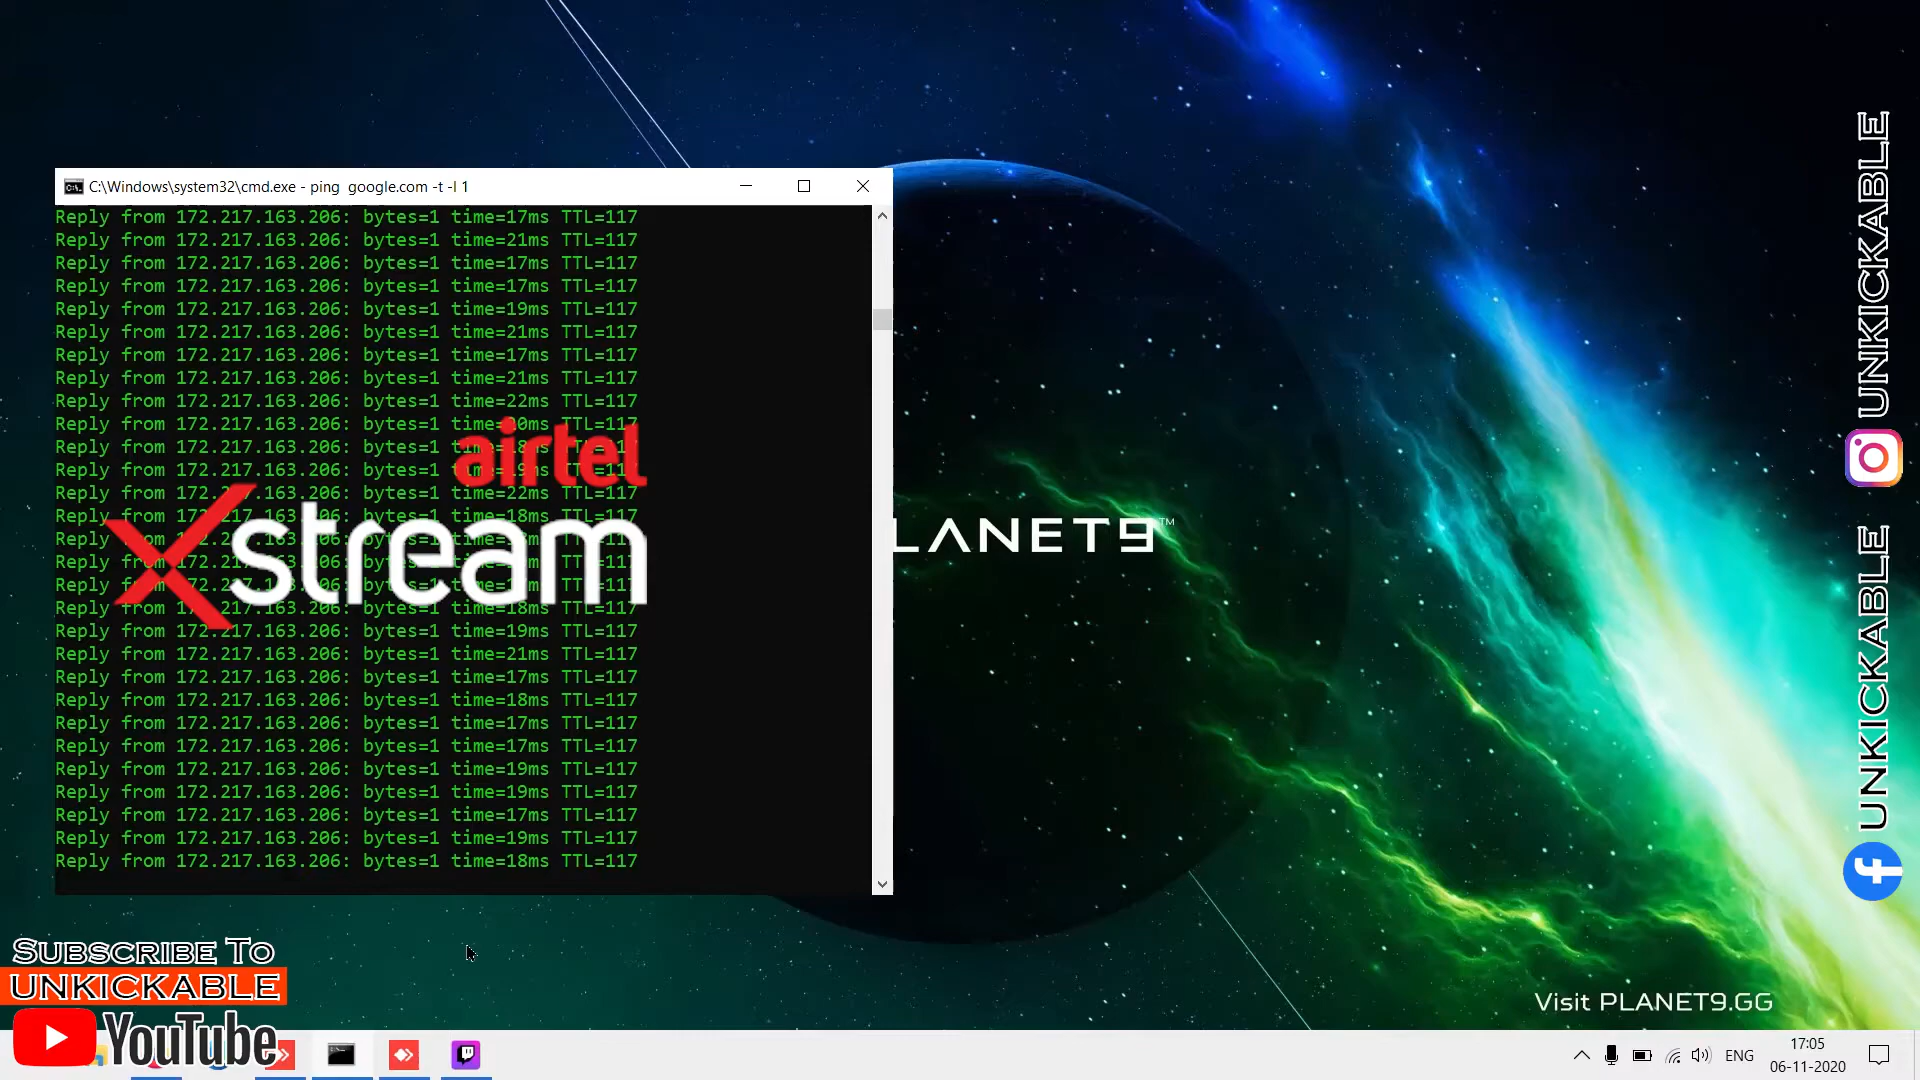 C:\Windows\system32\cmd.exe - ping  google.com -t -l 1
Reply from 172.217.163.206: bytes=1 time=17ms TTL=117
Reply from 172.217.163.206: bytes=1 time=21ms TTL=117
Reply from 172.217.163.206: bytes=1 time=17ms TTL=117
Reply from 172.217.163.206: bytes=1 time=17ms TTL=117
Reply from 172.217.163.206: bytes=1 time=19ms TTL=117
Reply from 172.217.163.206: bytes=1 time=21ms TTL=117
Reply from 172.217.163.206: bytes=1 time=17ms TTL=117
Reply from 172.217.163.206: bytes=1 time=21ms TTL=117
Reply from 172.217.163.206: bytes=1 time=22ms TTL=117
Reply from 172.217.163.206: bytes=1
Reply from 172.217.163.206: bytes=1
Reply from 172.217.163.206: bytes=1
Reply from 172.217.163.206: bytes=1 time=22ms TTL=117
Reply from bytes=1 time=18ms TTL=117
Reply
Reply
Reply
Reply from time=18ms TTL=117
Reply from 172.217.163.206: bytes=1 time=19ms TTL=117
Reply from 172.217.163.206: bytes=1 time=21ms TTL=117
Reply from 172.217.163.206: bytes=1 time=17ms TTL=117
Reply from 172.217.163.206: bytes=1 time=18ms TTL=117
Reply from 172.217.163.206: bytes=1 time=17ms TTL=117
Reply from 172.217.163.206: bytes=1 time=17ms TTL=117
Reply from 172.217.163.206: bytes=1 time=19ms TTL=117
Reply from 172.217.163.206: bytes=1 time=19ms TTL=117
Reply from 172.217.163.206: bytes=1 time=17ms TTL=117
Reply from 172.217.163.206: bytes=1 time=19ms TTL=117
Reply from 172.217.163.206: bytes=1 time=18ms TTL=117
airtel
Xstream
LANET9™
UNKICKABLE
UNKICKABLE
Visit PLANET9.GG
SUBSCRIBE TO
UNKICKABLE
YouTube
ENG
17:05
06-11-2020